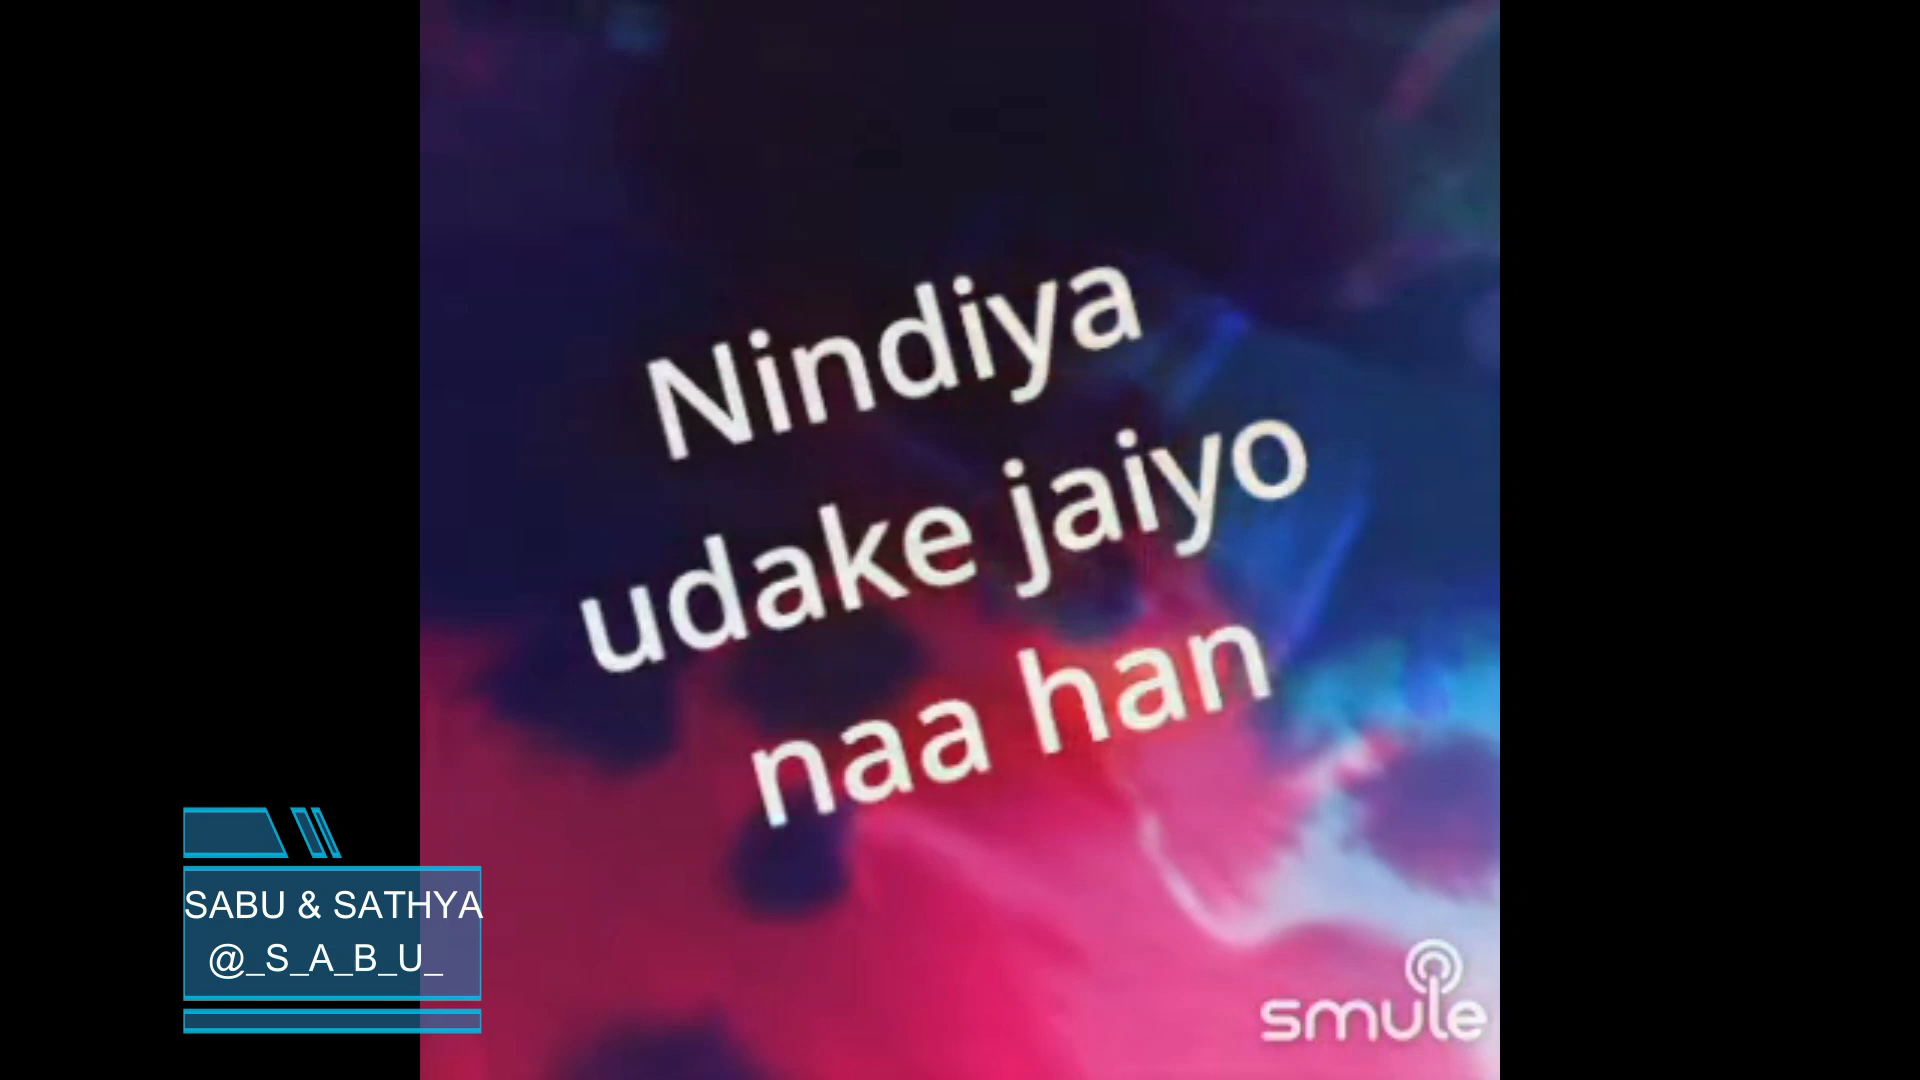 Nindiya
udake jaiyo
naa han
SABU & SATHYA
@_S_A_B_U_
smule